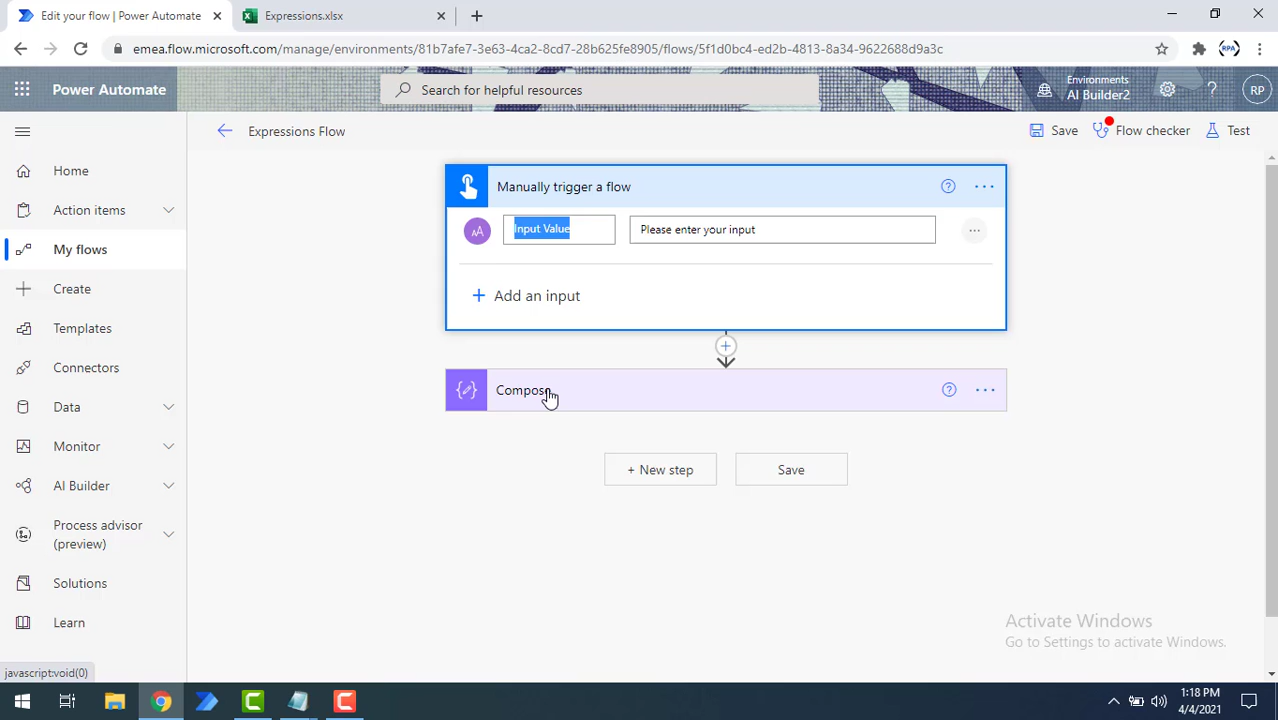 Edit your flow | Power Automate
Expressions.xlsx
emea.flow.microsoft.com/manage/environments/81b7afe7-3e63-4ca2-8cd7-28b625fe8905/flows/5f1d0bc4-ed2b-4813-8a34-9622688d9a3c
RPA
Power Automate
Search for helpful resources
Environments
AI Builder2
RP
Expressions Flow
Save
Flow checker
Test
Home
Action items
My flows
Create
Templates
Connectors
Data
Monitor
AI Builder
Process advisor
(preview)
Solutions
Learn
Manually trigger a flow
Input Value
Please enter your input
+ Add an input
Compose
+ New step
Save
Activate Windows
Go to Settings to activate Windows.
javascript:void(0)
1:18 PM
4/4/2021